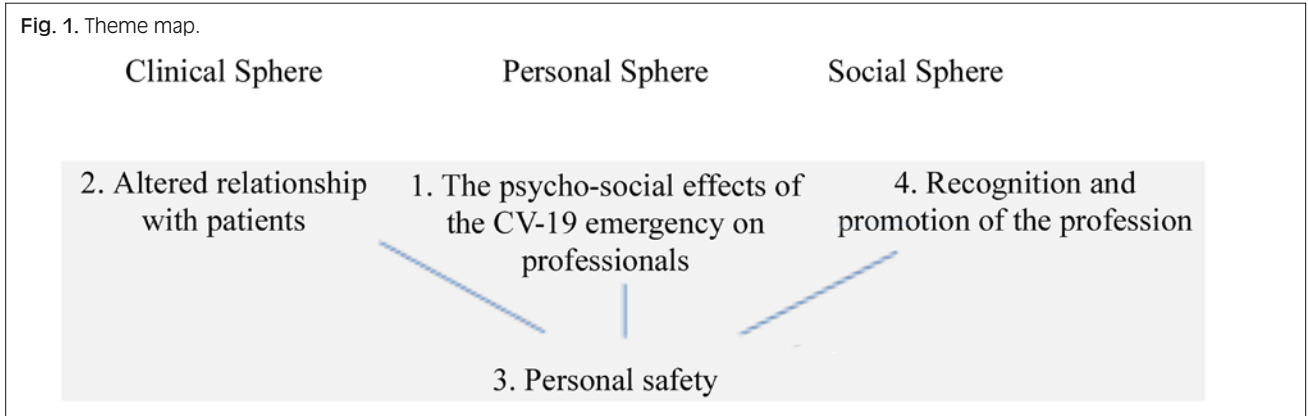 Fig. 1. Theme map.
Clinical Sphere
Personal Sphere
Social Sphere
2. Altered relationship
with patients
1. The psycho-social effects of
the CV-19 emergency on
professionals
4. Recognition and
promotion of the profession
3. Personal safety